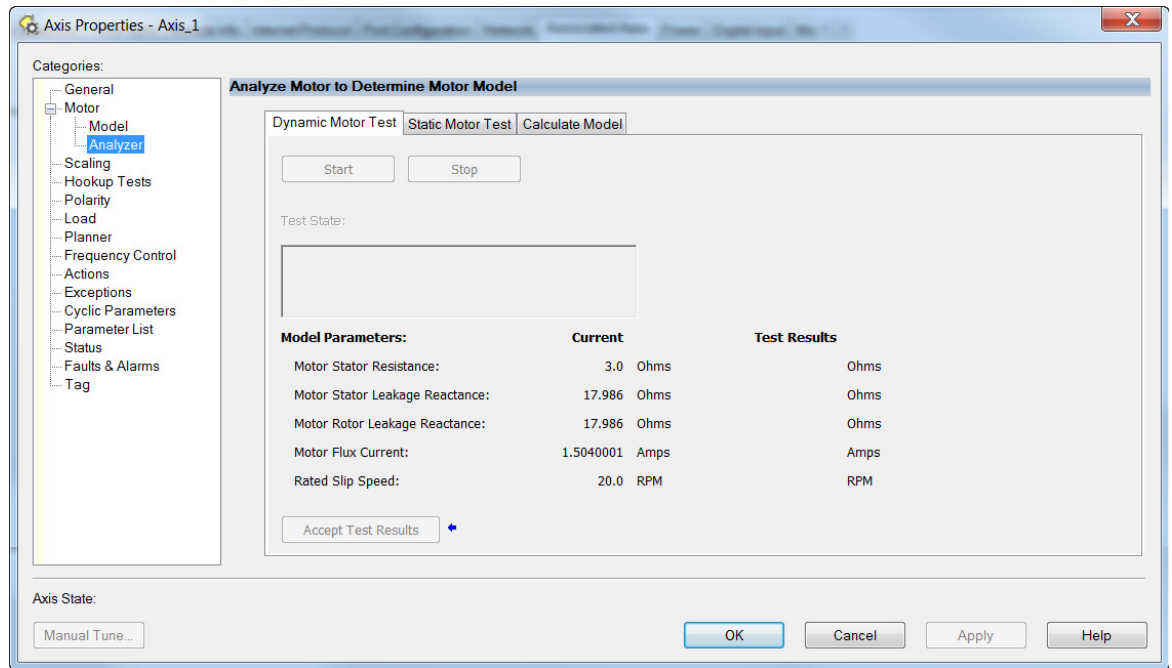 Axis Properties - Axis_1
Categories:
General
Motor
Model
Analyzer
Scaling
Hookup Tests
Polarity
Load
Planner
Frequency Control
Actions
Exceptions
Cyclic Parameters
Parameter List
Status
Faults & Alarms
Tag
Analyze Motor to Determine Motor Model
Dynamic Motor Test Static Motor Test Calculate Model
Start Stop
Test State:
Model Parameters: Current Test Results
Motor Stator Resistance: 3.0 Ohms Ohms
Motor Stator Leakage Reactance: 17.986 Ohms Ohms
Motor Rotor Leakage Reactance: 17.986 Ohms Ohms
Motor Flux Current: 1.5040001 Amps Amps
Rated Slip Speed: 20.0 RPM RPM
Accept Test Results
Axis State:
Manual Tune... OK Cancel Apply Help